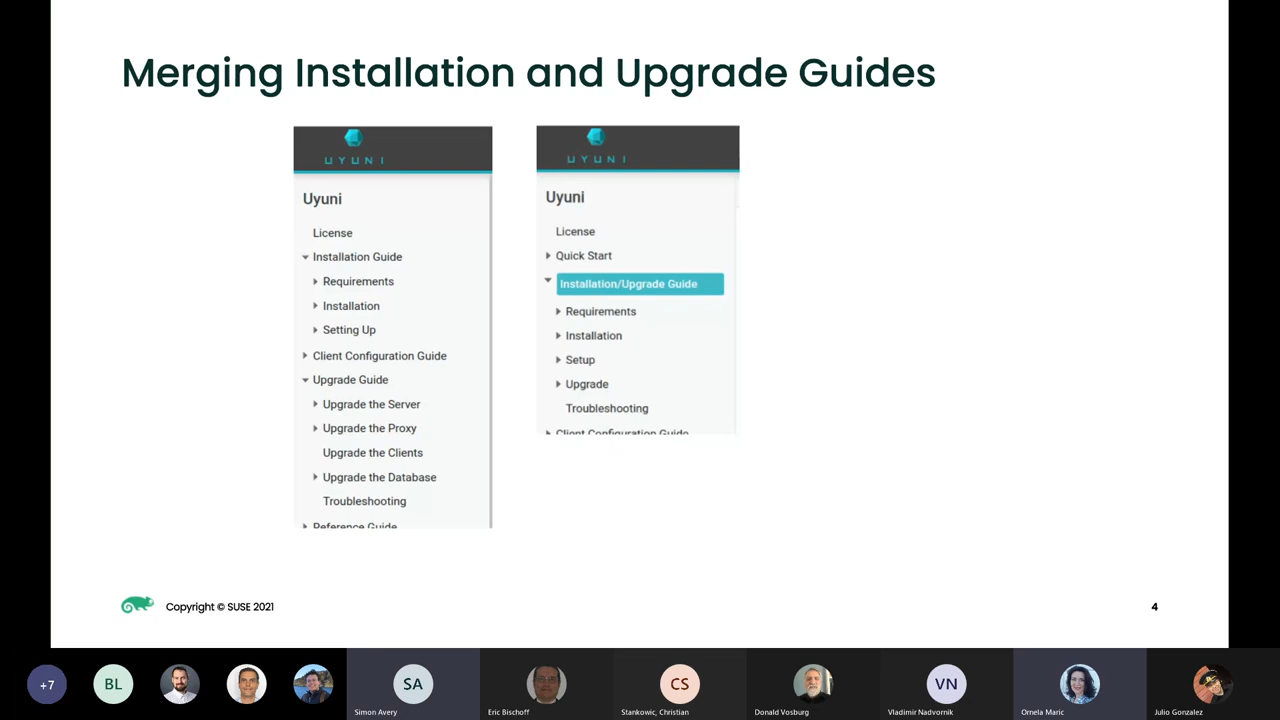 Merging Installation and Upgrade Guides
UYUNI
Uyuni
License
Installation Guide
Requirements
Installation
Setting Up
Client Configuration Guide
Upgrade Guide
Upgrade the Server
Upgrade the Proxy
Upgrade the Clients
Upgrade the Database
Troubleshooting
Reference Guide
UYUNI
Uyuni
License
Quick Start
Installation/Upgrade Guide
Requirements
Installation
Setup
Upgrade
Troubleshooting
Client Configuration Guide
Copyright © SUSE 2021
4
+7
BL
SA
Simon Avery
Eric Bischoff
CS
Stankowic, Christian
Donald Vosburg
VN
Vladimir Nadvornik
Ornela Maric
Julio Gonzalez